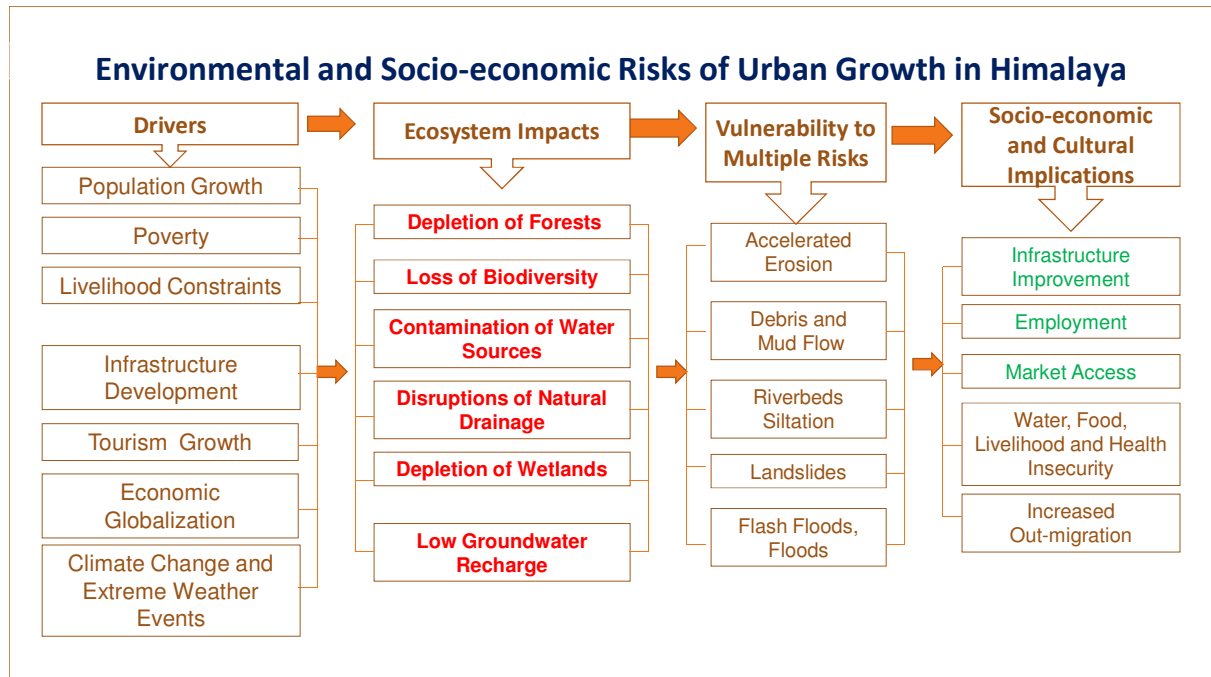 Environmental and Socio-economic Risks of Urban Growth in Himalaya
Drivers
Population Growth
Poverty
Livelihood Constraints
Infrastructure
Development
Tourism Growth
Economic
Globalization
Climate Change and
Extreme Weather
Events
Ecosystem Impacts
Depletion of Forests
Loss of Biodiversity
Contamination of Water
Sources
Disruptions of Natural
Drainage
Depletion of Wetlands
Low Groundwater
Recharge
Vulnerability to
Multiple Risks
Accelerated
Erosion
Debris and
Mud Flow
Riverbeds
Siltation
Landslides
Flash Floods,
Floods
Socio-economic
and Cultural
Implications
Infrastructure
Improvement
Employment
Market Access
Water, Food,
Livelihood and Health
Insecurity
Increased
Out-migration